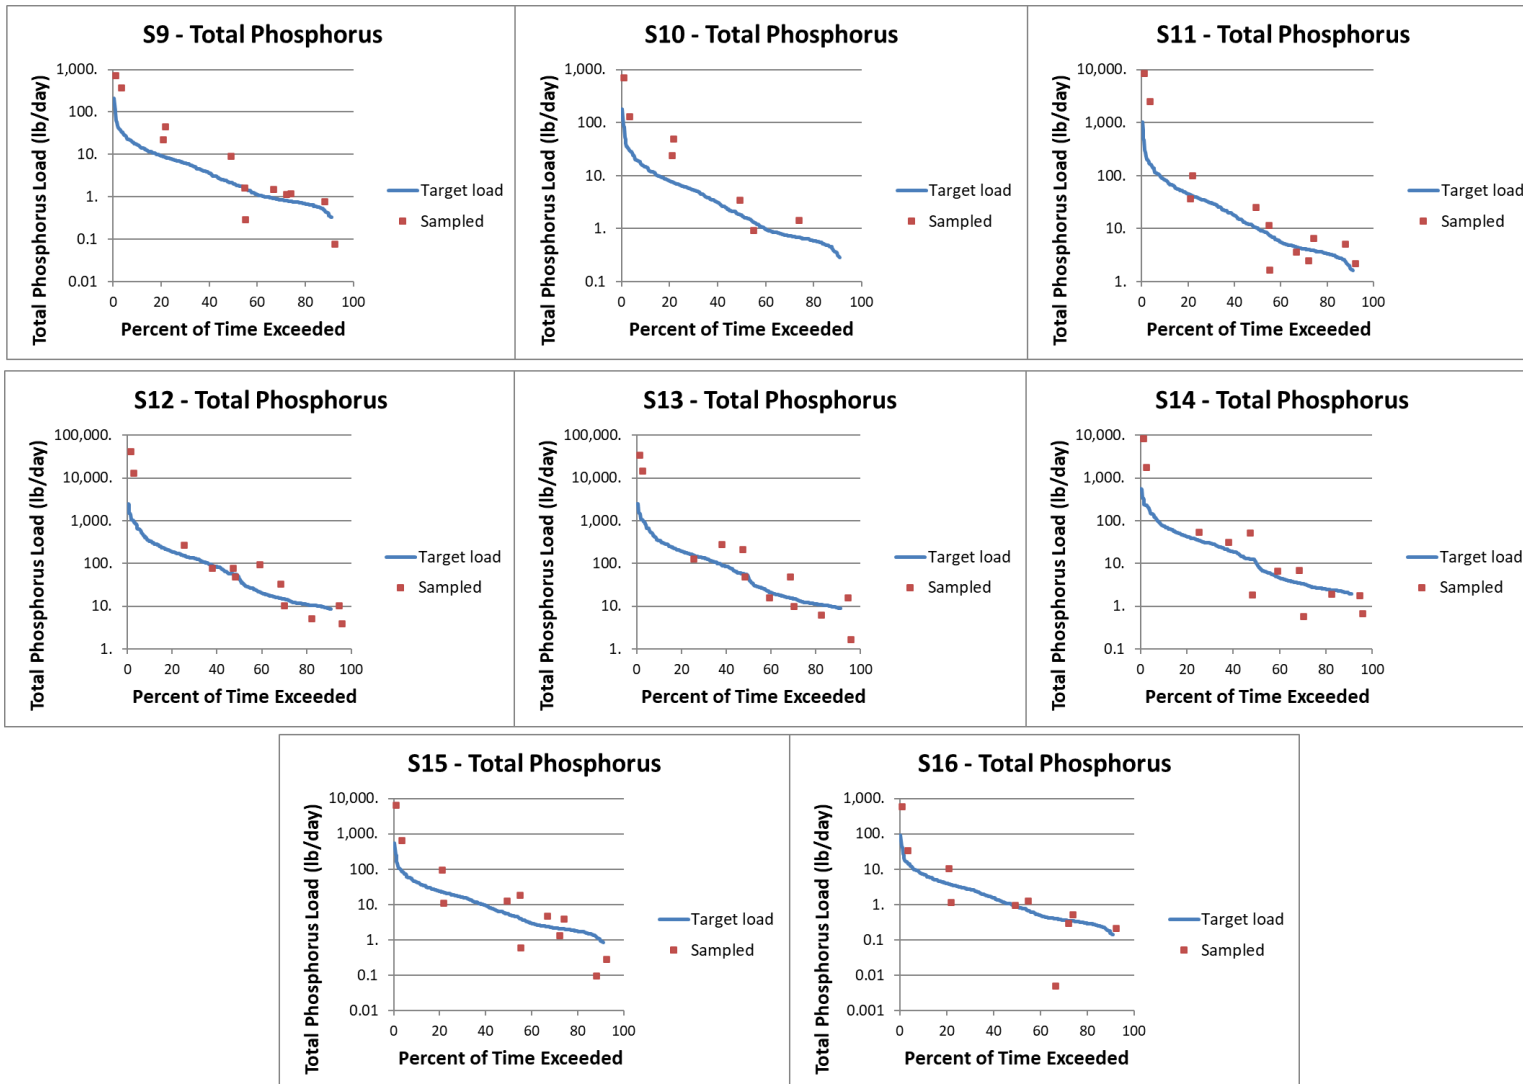 S9 - Total Phosphorus
Total Phosphorus Load (lb/day)
1,000.
100.
10.
1.
0.1
0.01
0 20 40 60 80 100
Percent of Time Exceeded
Target load
Sampled
S10 - Total Phosphorus
Total Phosphorus Load (lb/day)
1,000.
100.
10.
1.
0.1
0 20 40 60 80 100
Percent of Time Exceeded
Target load
Sampled
S11 - Total Phosphorus
Total Phosphorus Load (lb/day)
10,000.
1,000.
100.
10.
1.
0 20 40 60 80 100
Percent of Time Exceeded
Target load
Sampled
S12 - Total Phosphorus
Total Phosphorus Load (lb/day)
100,000.
10,000.
1,000.
100.
10.
1.
0 20 40 60 80 100
Percent of Time Exceeded
Target load
Sampled
S13 - Total Phosphorus
Total Phosphorus Load (lb/day)
100,000.
10,000.
1,000.
100.
10.
1.
0 20 40 60 80 100
Percent of Time Exceeded
Target load
Sampled
S14 - Total Phosphorus
Total Phosphorus Load (lb/day)
10,000.
1,000.
100.
10.
1.
0.1
0 20 40 60 80 100
Percent of Time Exceeded
Target load
Sampled
S15 - Total Phosphorus
Total Phosphorus Load (lb/day)
10,000.
1,000.
100.
10.
1.
0.1
0.01
0 20 40 60 80 100
Percent of Time Exceeded
Target load
Sampled
S16 - Total Phosphorus
Total Phosphorus Load (lb/day)
1,000.
100.
10.
1.
0.1
0.01
0.001
0 20 40 60 80 100
Percent of Time Exceeded
Target load
Sampled